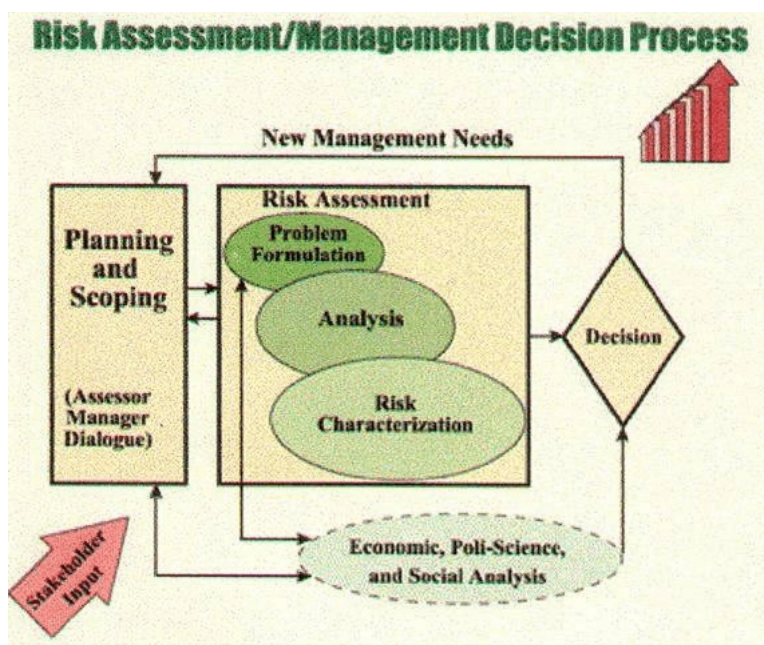 Risk Assessment/Management Decision Process
New Management Needs
Planning
and
Scoping
(Assessor
Manager
Dialogue)
Risk Assessment
Problem
Formulation
Analysis
Risk
Characterization
Decision
Economic, Poli-Science,
and Social Analysis
Stakeholder
Input